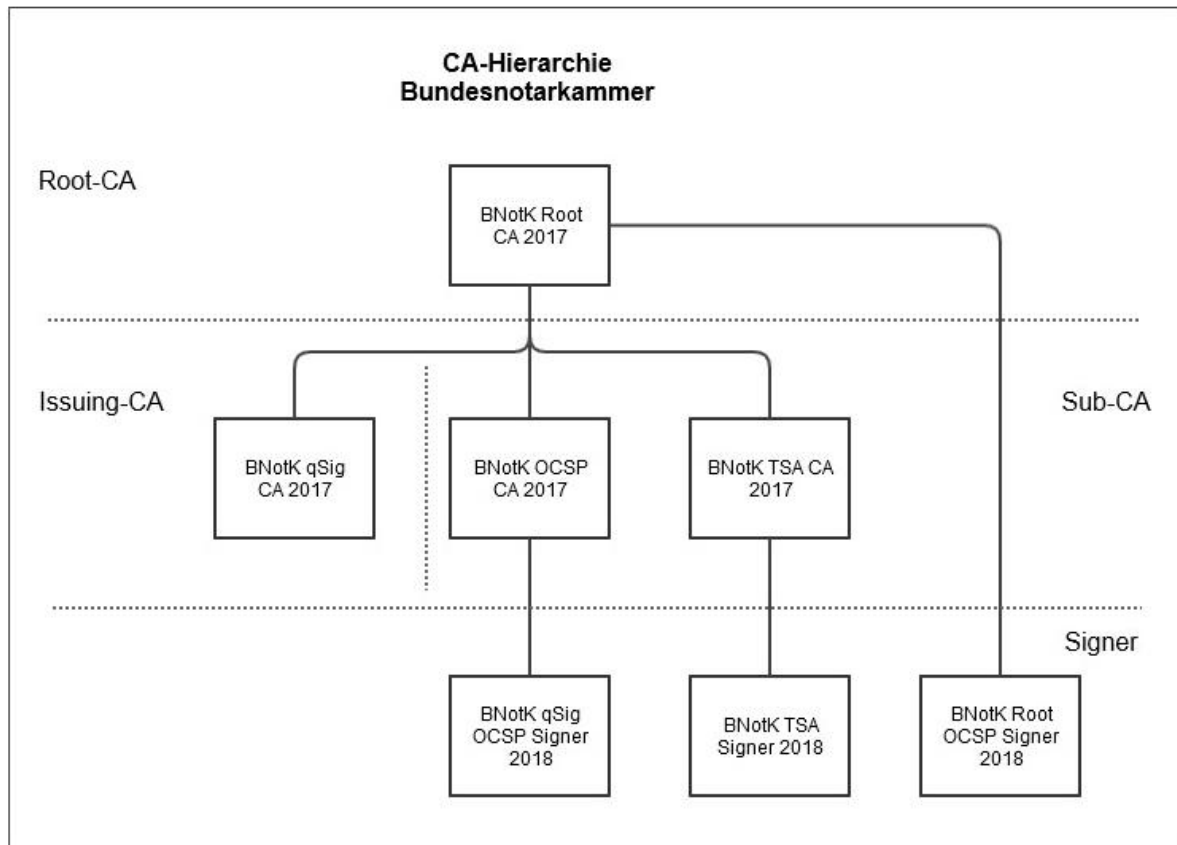 CA-Hierarchie
Bundesnotarkammer
Root-CA
BNotK Root
CA 2017
Issuing-CA
Sub-CA
BNotK qSig
CA 2017
BNotK OCSP
CA 2017
BNotK TSA CA
2017
Signer
BNotK qSig
OCSP Signer
2018
BNotK TSA
Signer 2018
BNotK Root
OCSP Signer
2018